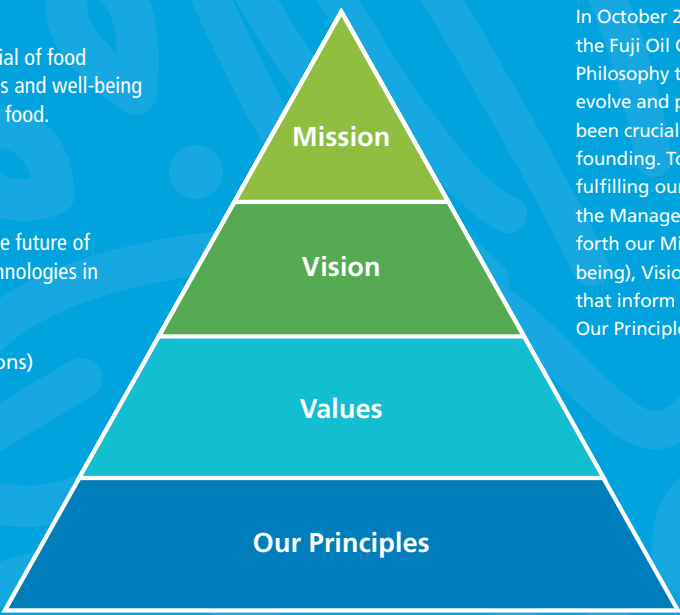 ial of food
s and well-being
food.
e future of
hnologies in
ons)
Mission
Vision
Values
Our Principles
In October 2
the Fuji Oil
Philosophy t
evolve and p
been crucial
founding. To
fulfilling our
the Manage
forth our Mi
being), Visio
that inform
Our Principle